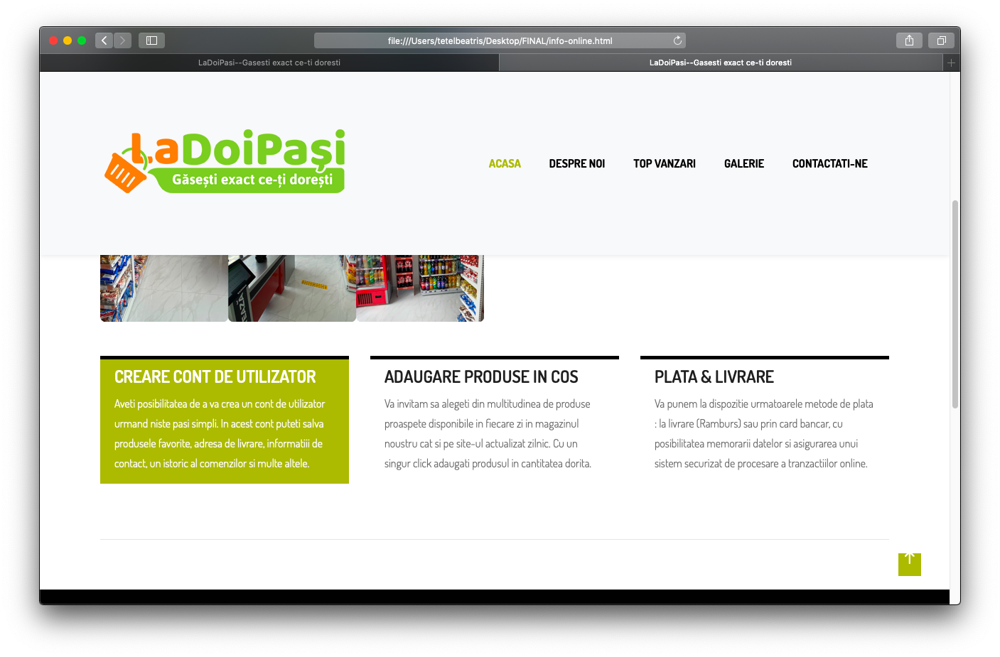 file:///Users/tetelbeatris/Desktop/FINAL/info-online.html
LaDoiPasi--Gasesti exact ce-ti doresti
LaDoiPasi--Gasesti exact ce-ti doresti
LaDoiPași
Găsești exact ce-ți dorești
ACASA DESPRE NOI TOP VANZARI GALERIE CONTACTATI-NE
CREARE CONT DE UTILIZATOR
Aveti posibilitatea de a va crea un cont de utilizator
urmand niste pasi simpli. In acest cont puteti salva
produsele favorite, adresa de livrare, informatiii de
contact, un istoric al comenzilor si multe altele.
ADAUGARE PRODUSE IN COS
Va invitam sa alegeti din multitudinea de produse
proaspete disponibile in fiecare zi in magazinul
noustru cat si pe site-ul actualizat zilnic. Cu un
singur click adaugati produsul in cantitatea dorita.
PLATA & LIVRARE
Va punem la dispozitie urmatoarele metode de plata
: la livrare (Ramburs) sau prin card bancar, cu
posibilitatea memorarii datelor si asigurarea unui
sistem securizat de procesare a tranzactiilor online.